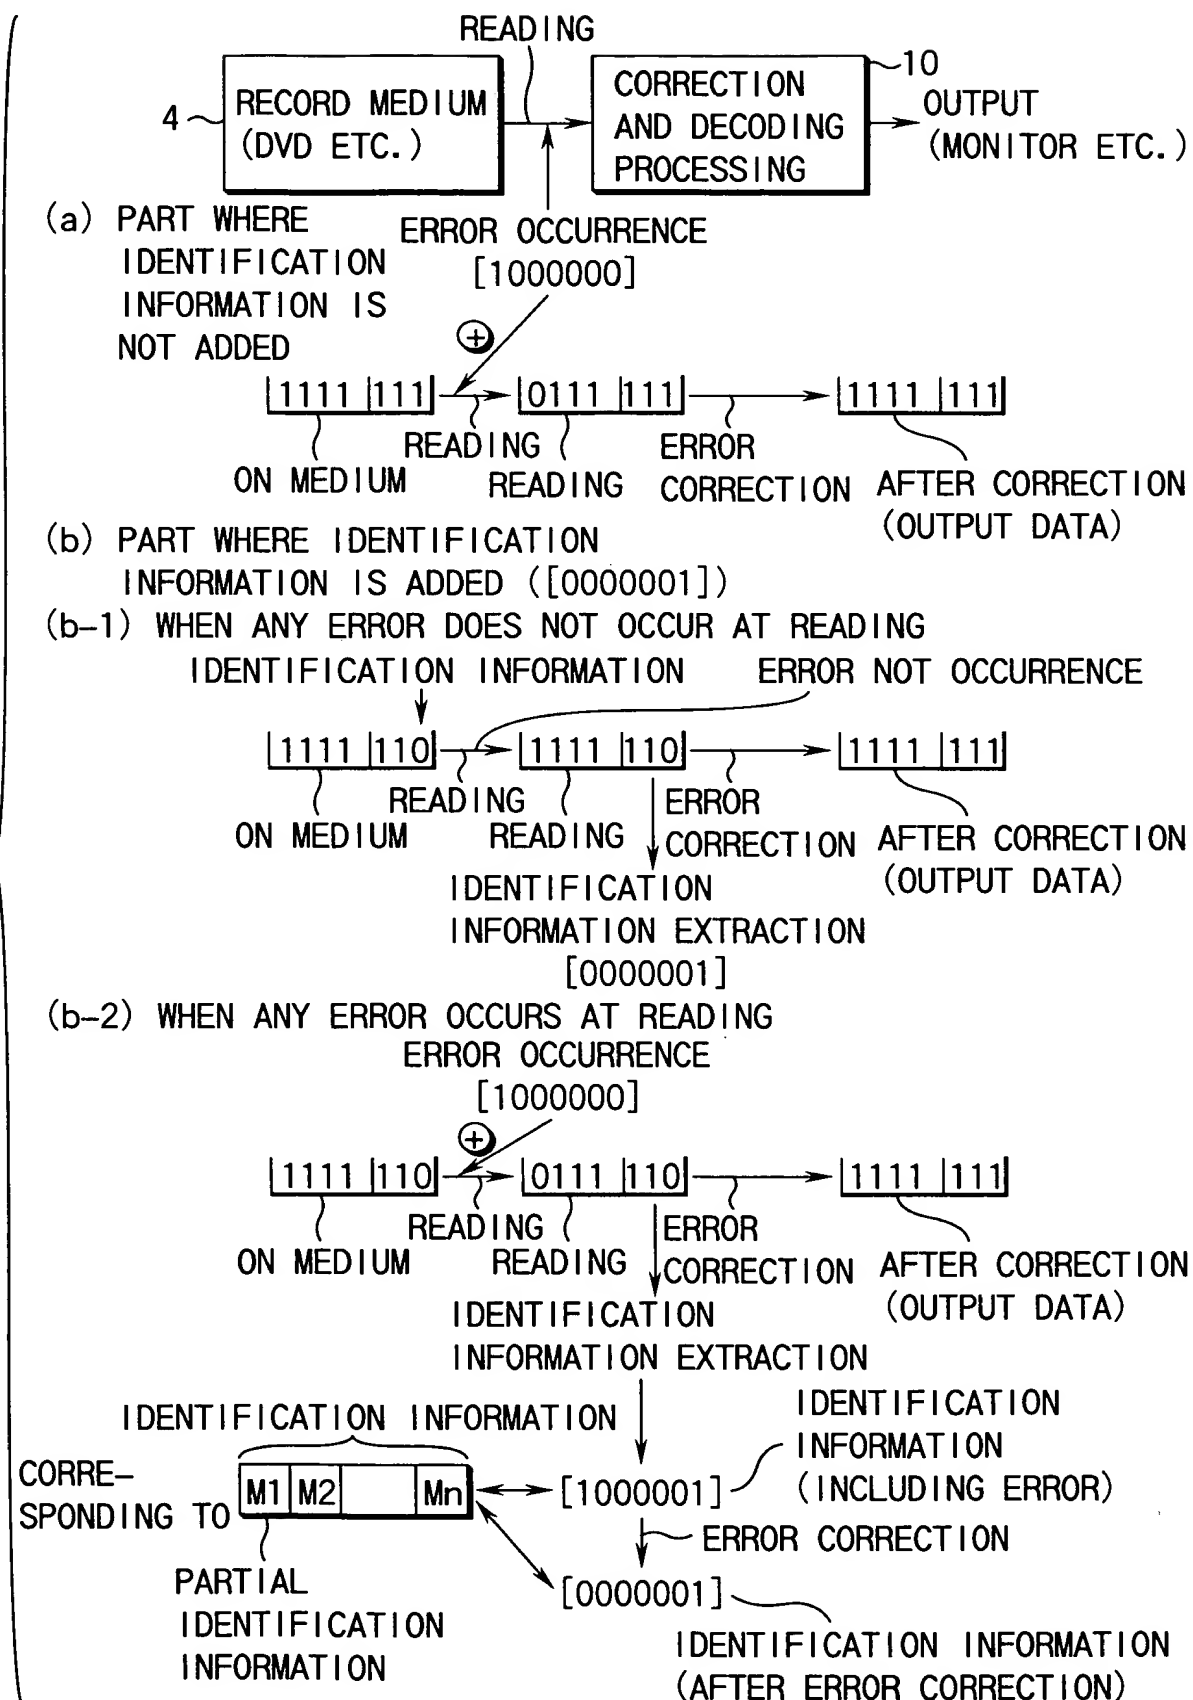 READING
4
RECORD MEDIUM
(DVD ETC.)
CORRECTION
AND DECODING
PROCESSING
10
OUTPUT
(MONITOR ETC.)
(a) PART WHERE
IDENTIFICATION
INFORMATION IS
NOT ADDED
ERROR OCCURRENCE
[1000000]
+
1111 111
0111 111
1111 111
READING
ERROR
CORRECTION
ON MEDIUM
READING
AFTER CORRECTION
(OUTPUT DATA)
(b) PART WHERE IDENTIFICATION
INFORMATION IS ADDED ([0000001])
(b-1) WHEN ANY ERROR DOES NOT OCCUR AT READING
IDENTIFICATION INFORMATION
ERROR NOT OCCURRENCE
1111 110
1111 110
1111 111
READING
ERROR
CORRECTION
ON MEDIUM
READING
AFTER CORRECTION
(OUTPUT DATA)
IDENTIFICATION
INFORMATION EXTRACTION
[0000001]
(b-2) WHEN ANY ERROR OCCURS AT READING
ERROR OCCURRENCE
[1000000]
+
1111 110
0111 110
1111 111
READING
ERROR
CORRECTION
ON MEDIUM
READING
AFTER CORRECTION
(OUTPUT DATA)
IDENTIFICATION
INFORMATION EXTRACTION
IDENTIFICATION INFORMATION
IDENTIFICATION
INFORMATION
(INCLUDING ERROR)
CORRE-
SPONDING TO
M1 M2 Mn
[1000001]
ERROR CORRECTION
[0000001]
PARTIAL
IDENTIFICATION
INFORMATION
IDENTIFICATION INFORMATION
(AFTER ERROR CORRECTION)